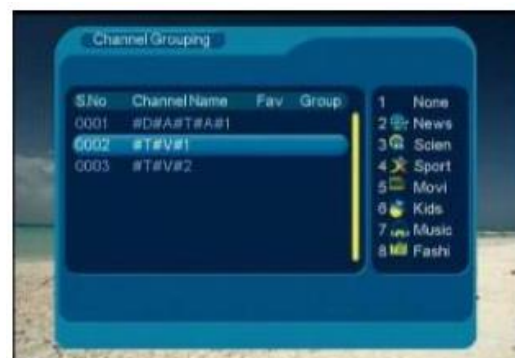 Channel Grouping
S.No Channel Name Fav Group
0001 #D#A#T#A#1
0002 #T#V#1
0003 #T#V#2
1 None
2 News
3 Scien
4 Sport
5 Movi
6 Kids
7 Music
8 Fashi